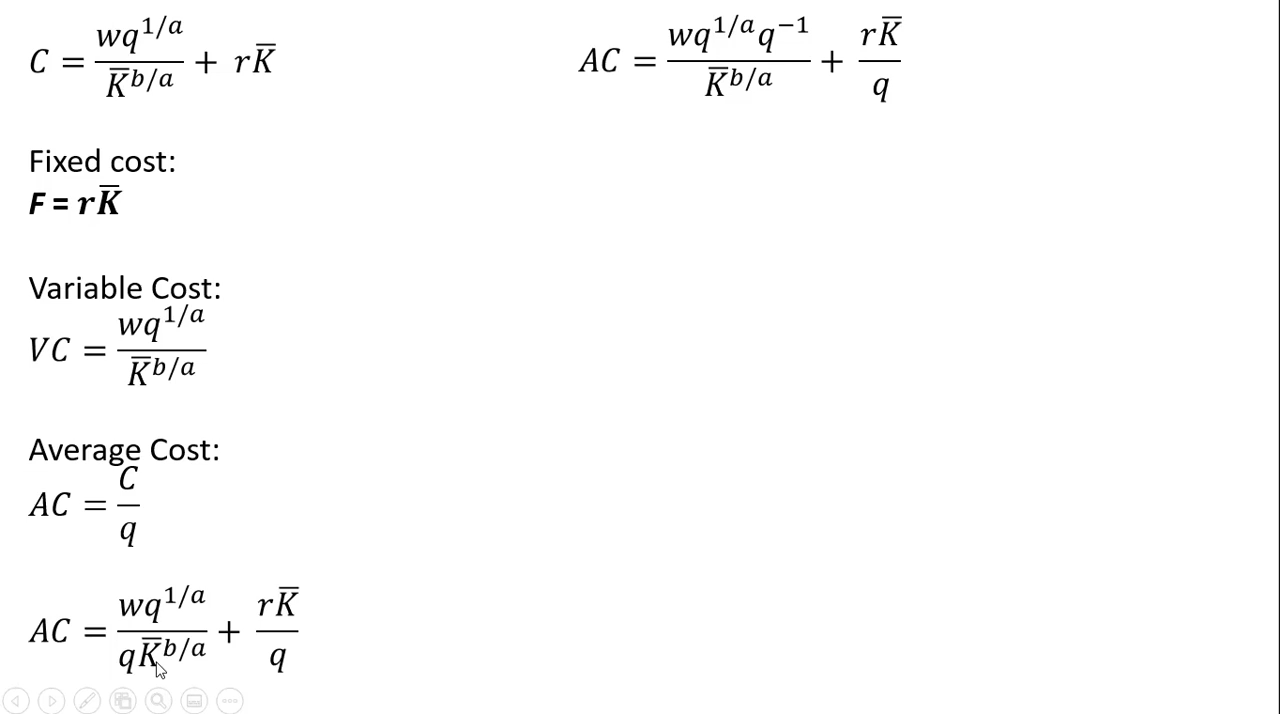 C = wq^{1/a} / K̅^{b/a} + rK̅
Fixed cost:
F = rK̅
Variable Cost:
VC = wq^{1/a} / K̅^{b/a}
Average Cost:
AC = C / q
AC = wq^{1/a} / qK̅^{b/a} + rK̅ / q
AC = wq^{1/a}q^{−1} / K̅^{b/a} + rK̅ / q